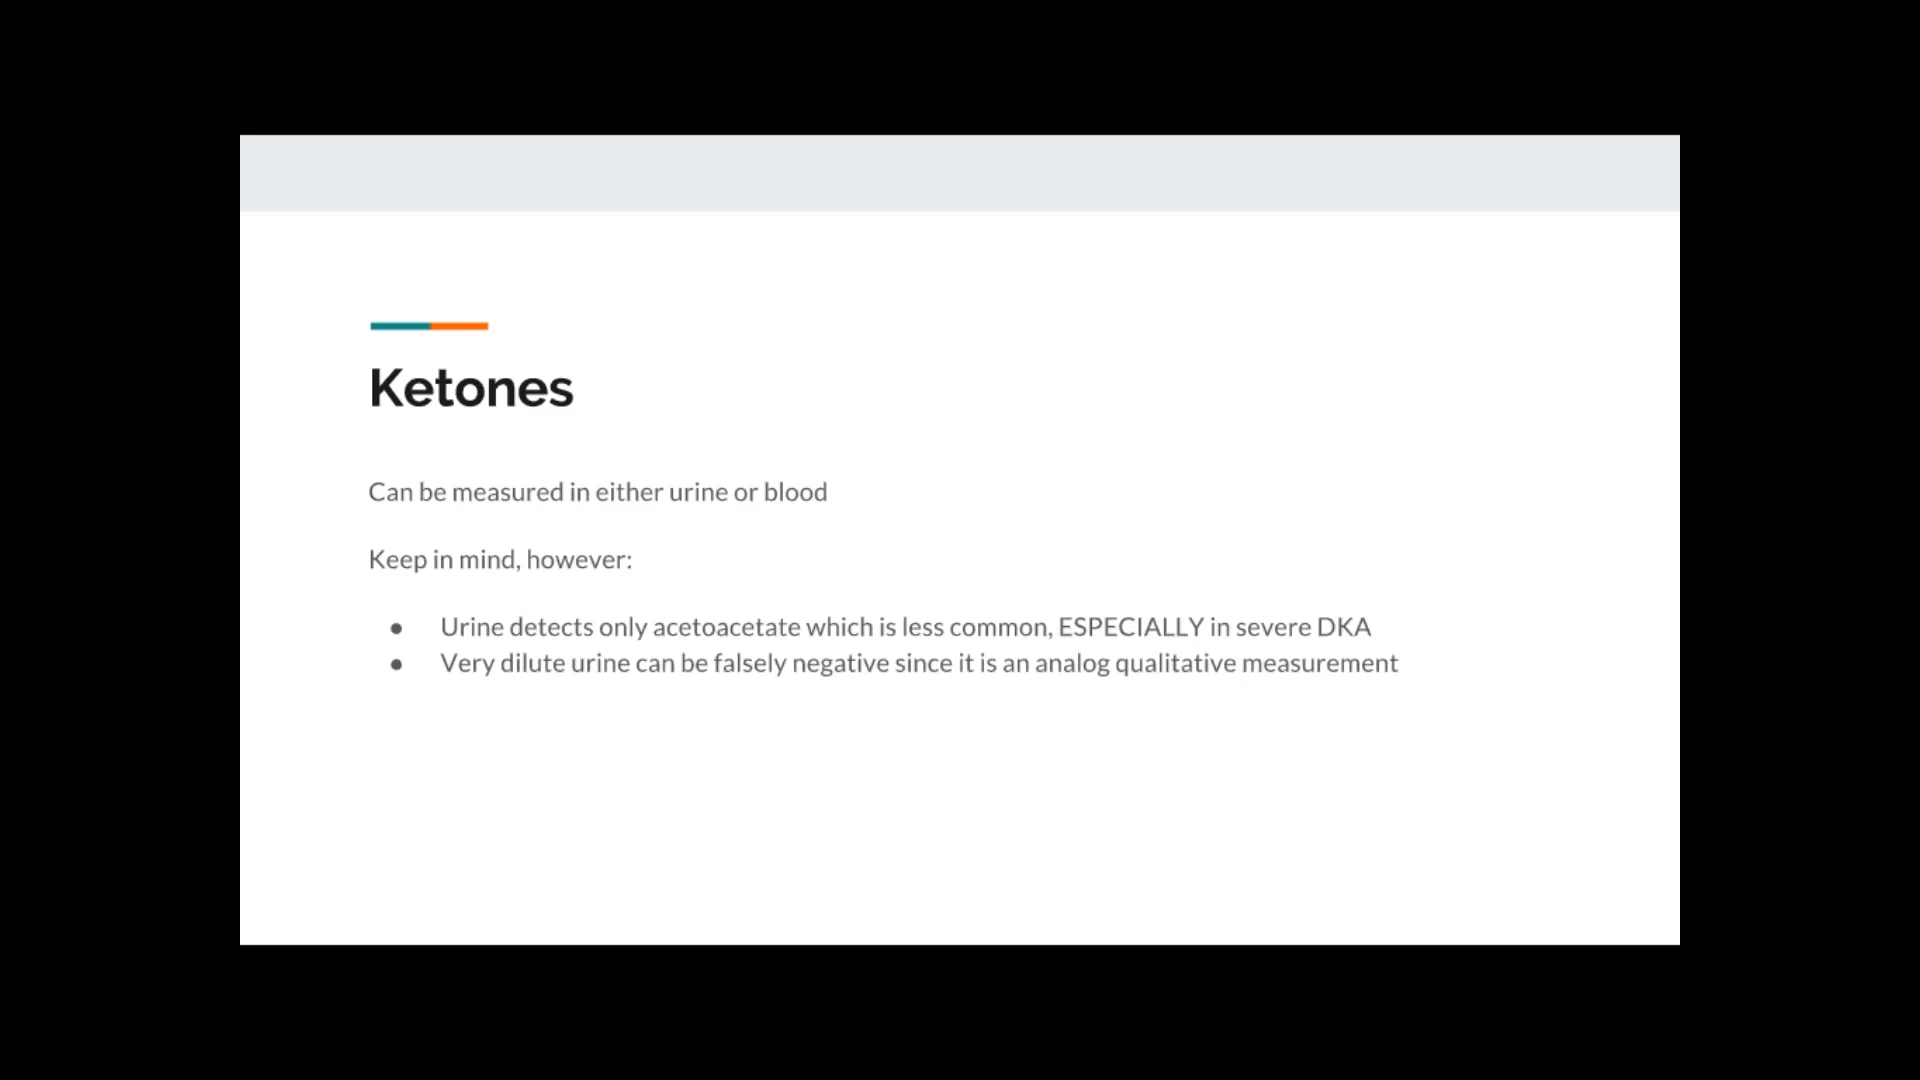 Ketones
Can be measured in either urine or blood
Keep in mind, however:
● Urine detects only acetoacetate which is less common, ESPECIALLY in severe DKA
● Very dilute urine can be falsely negative since it is an analog qualitative measurement